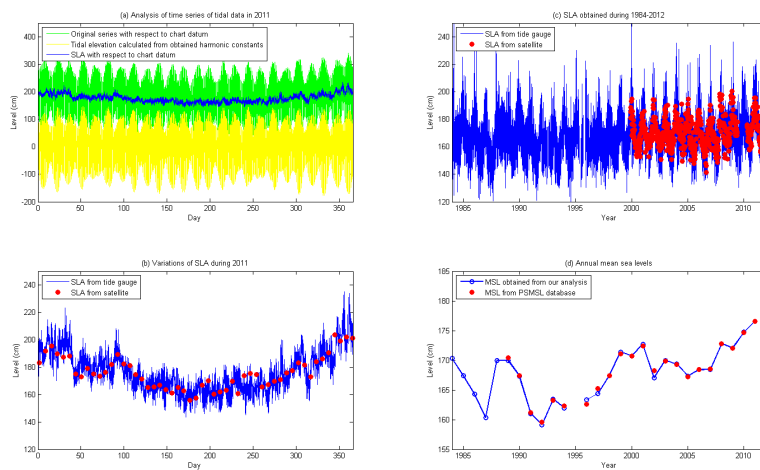 (a) Analysis of time series of tidal data in 2011
Original series with respect to chart datum
Tidal elevation calculated from obtained harmonic constants
SLA with respect to chart datum
Level (cm)
400
300
200
100
0
-100
-200
0 50 100 150 200 250 300 350
Day
(c) SLA obtained during 1984-2012
SLA from tide gauge
SLA from satellite
Level (cm)
240
220
200
180
160
140
120
1985 1990 1995 2000 2005 2010
Year
(b) Variations of SLA during 2011
SLA from tide gauge
SLA from satellite
Level (cm)
240
220
200
180
160
140
120
0 50 100 150 200 250 300 350
Day
(d) Annual mean sea levels
MSL obtained from our analysis
MSL from PSMSL database
Level (cm)
185
180
175
170
165
160
155
1985 1990 1995 2000 2005 2010
Year